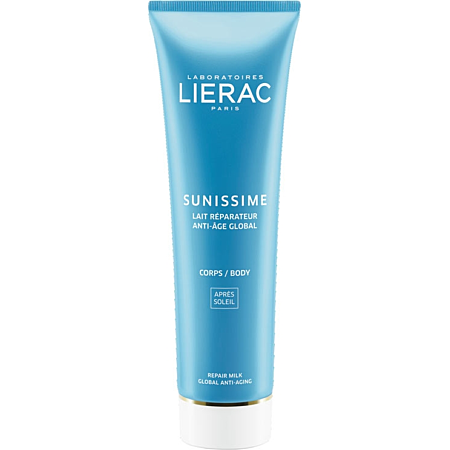 LABORATOIRES
LIERAC
PARIS
SUNISSIME
LAIT RÉPARATEUR
ANTI-ÂGE GLOBAL
CORPS / BODY
APRÈS
SOLEIL
REPAIR MILK
GLOBAL ANTI-AGING